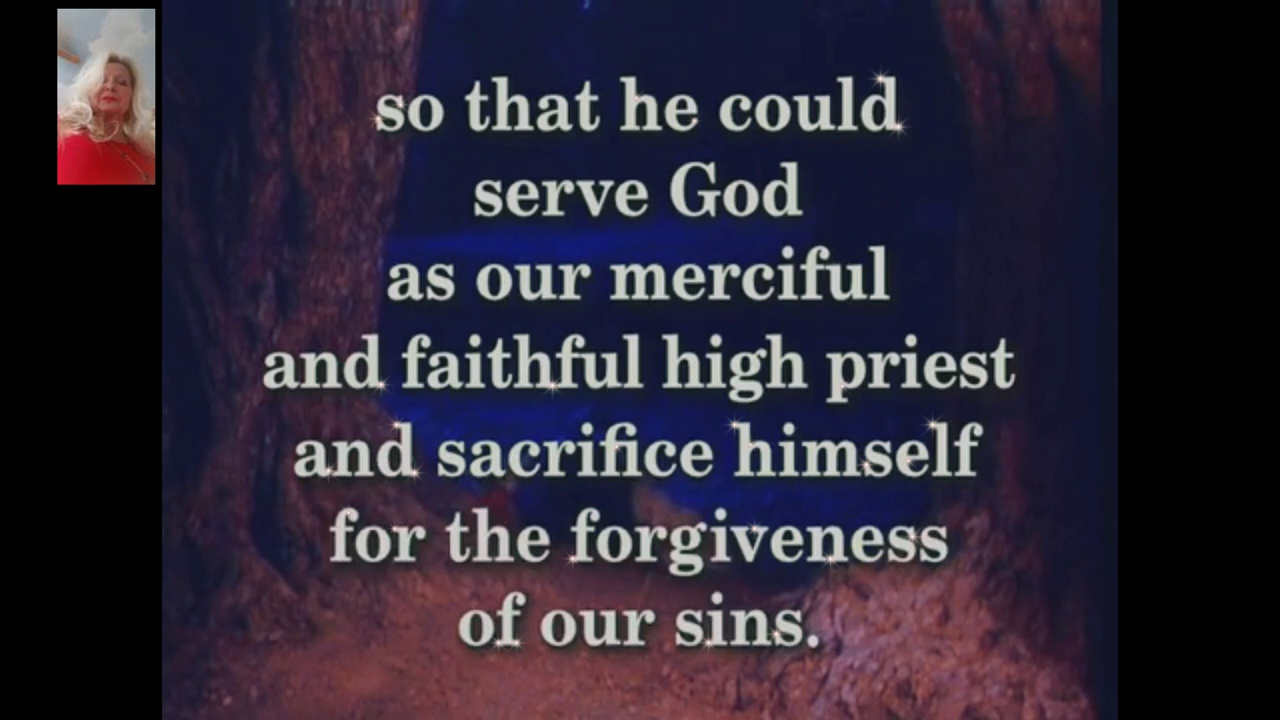 so that he could
serve God
as our merciful
and faithful high priest
and sacrifice himself
for the forgiveness
of our sins.